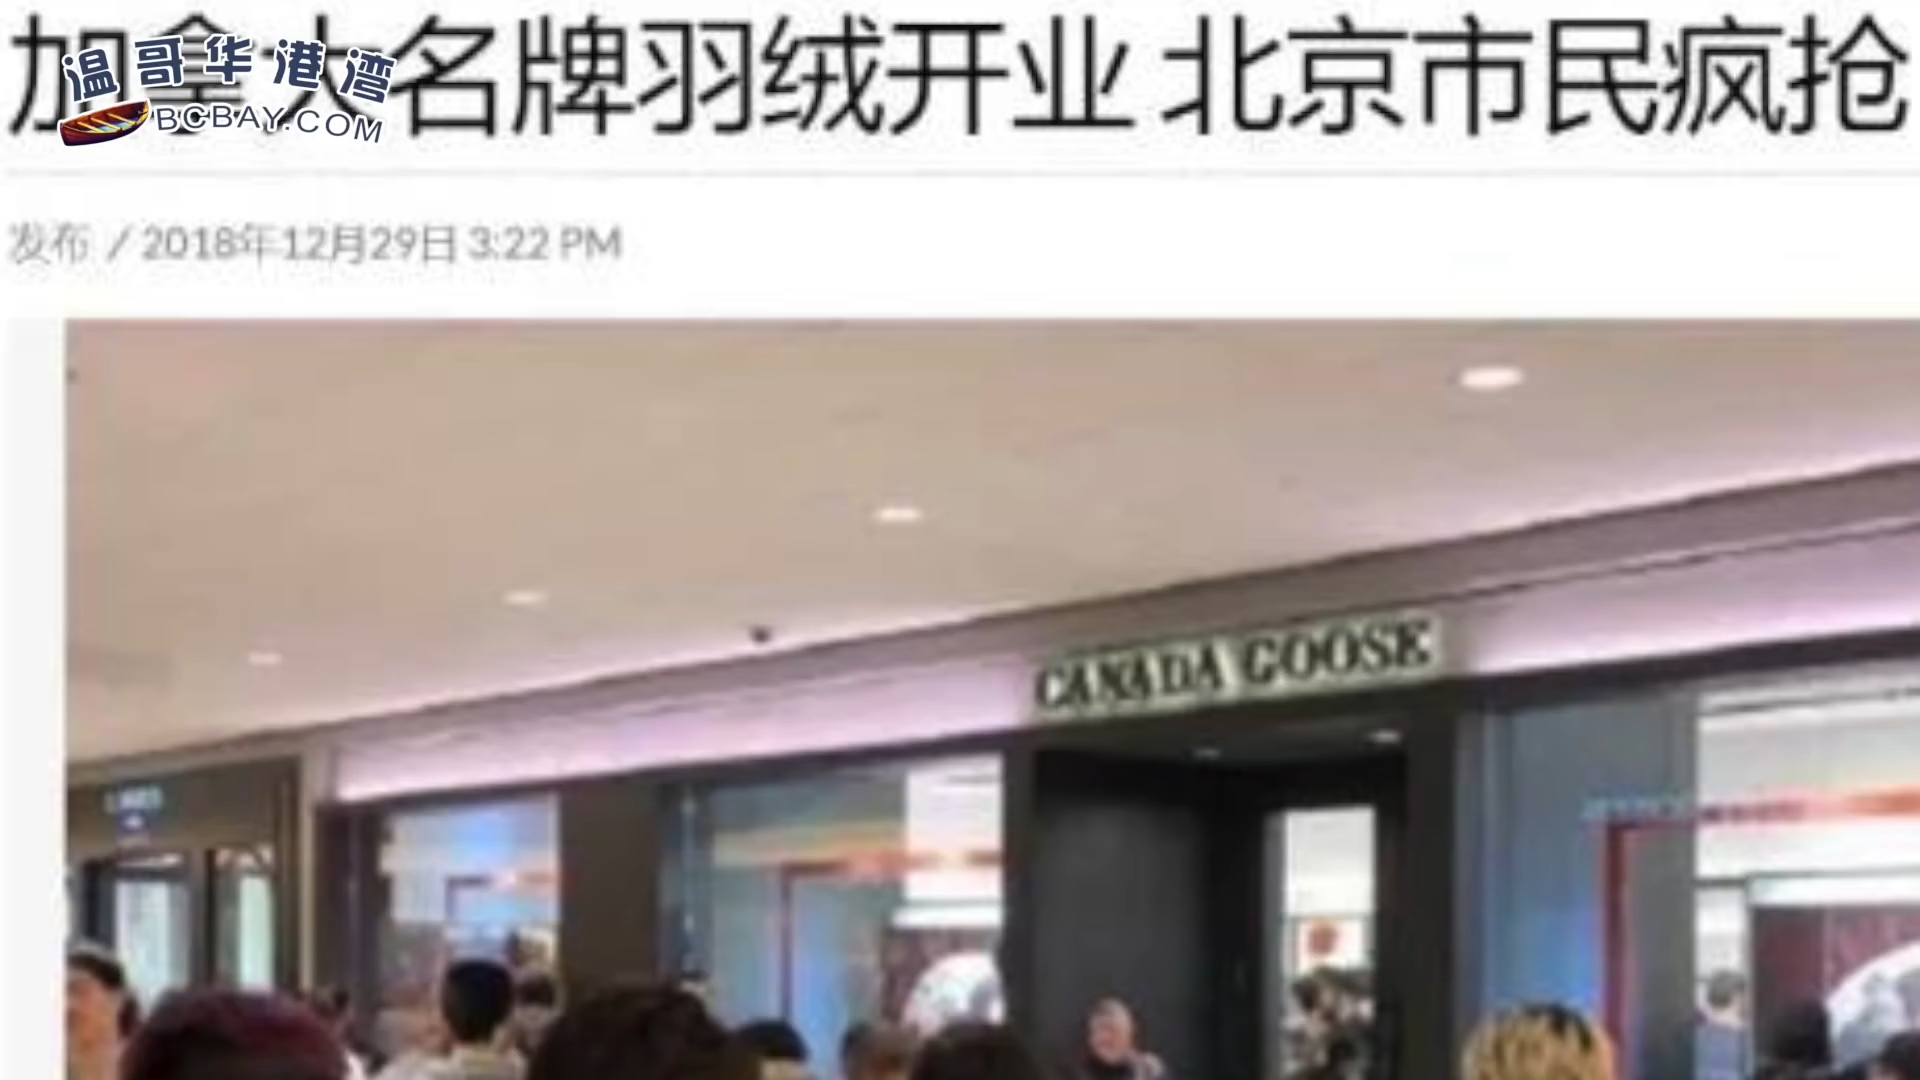 加拿大名牌羽绒开业 北京市民疯抢
温哥华港湾
BCBAY.COM
发布 / 2018年12月29日 3:22 PM
CANADA GOOSE